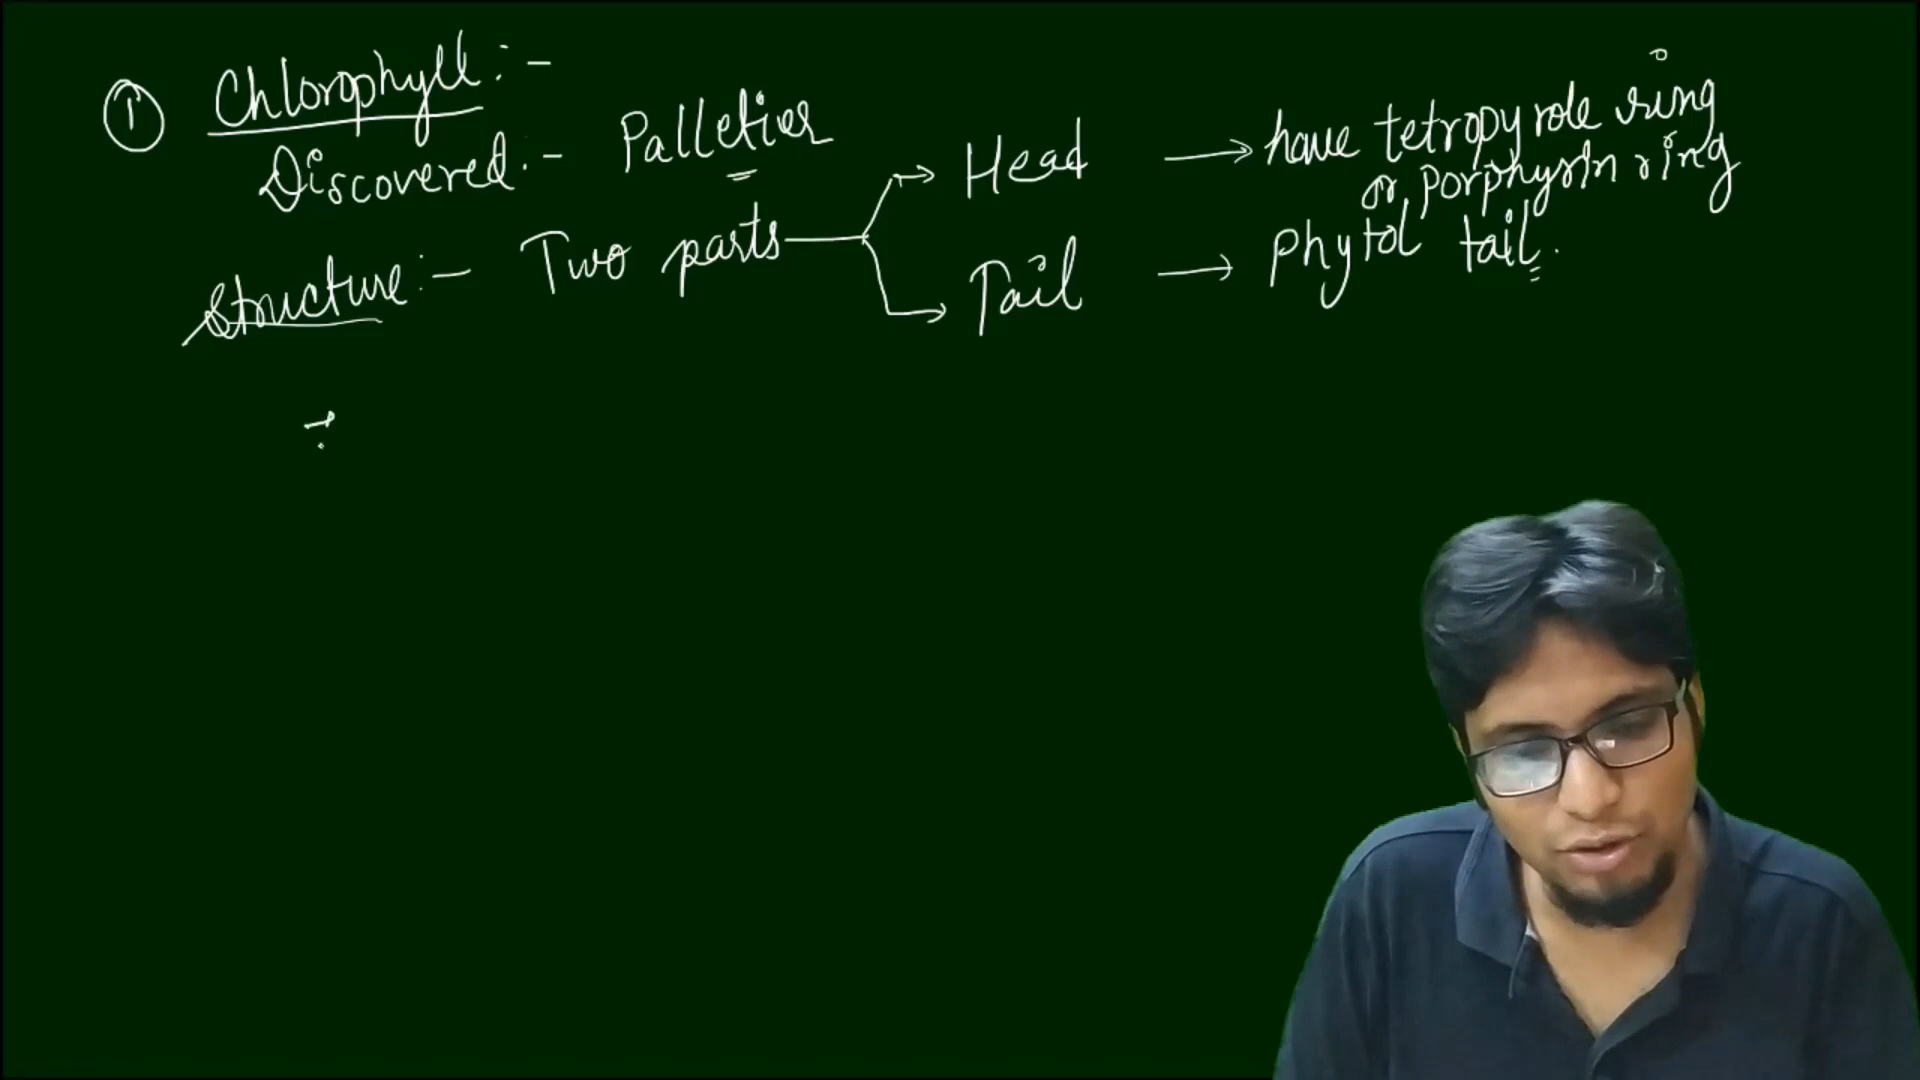 ① Chlorophyll :-
Discovered :- Palletier
Structure :- Two parts
Head → have tetropyrole ring
or porphyrin ring
Tail → Phytol tail.